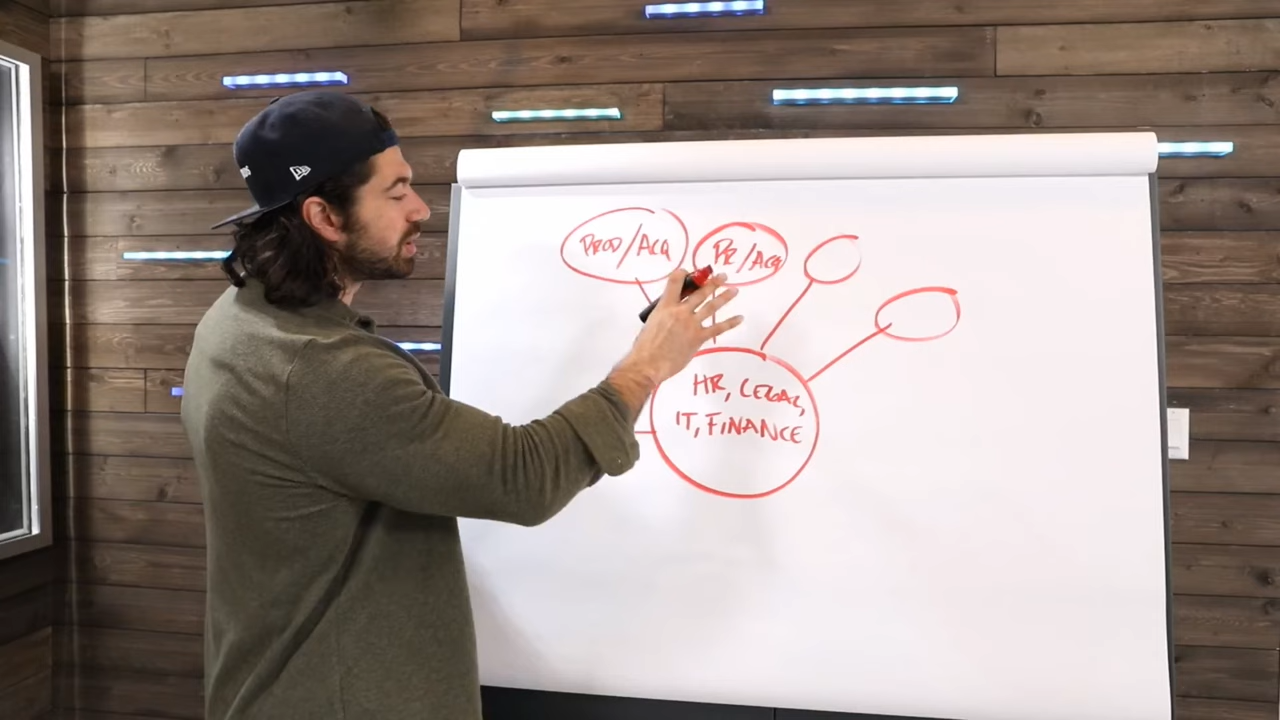 PROD/ACQ
PR/ACQ
HR, LEGAL,
IT, FINANCE